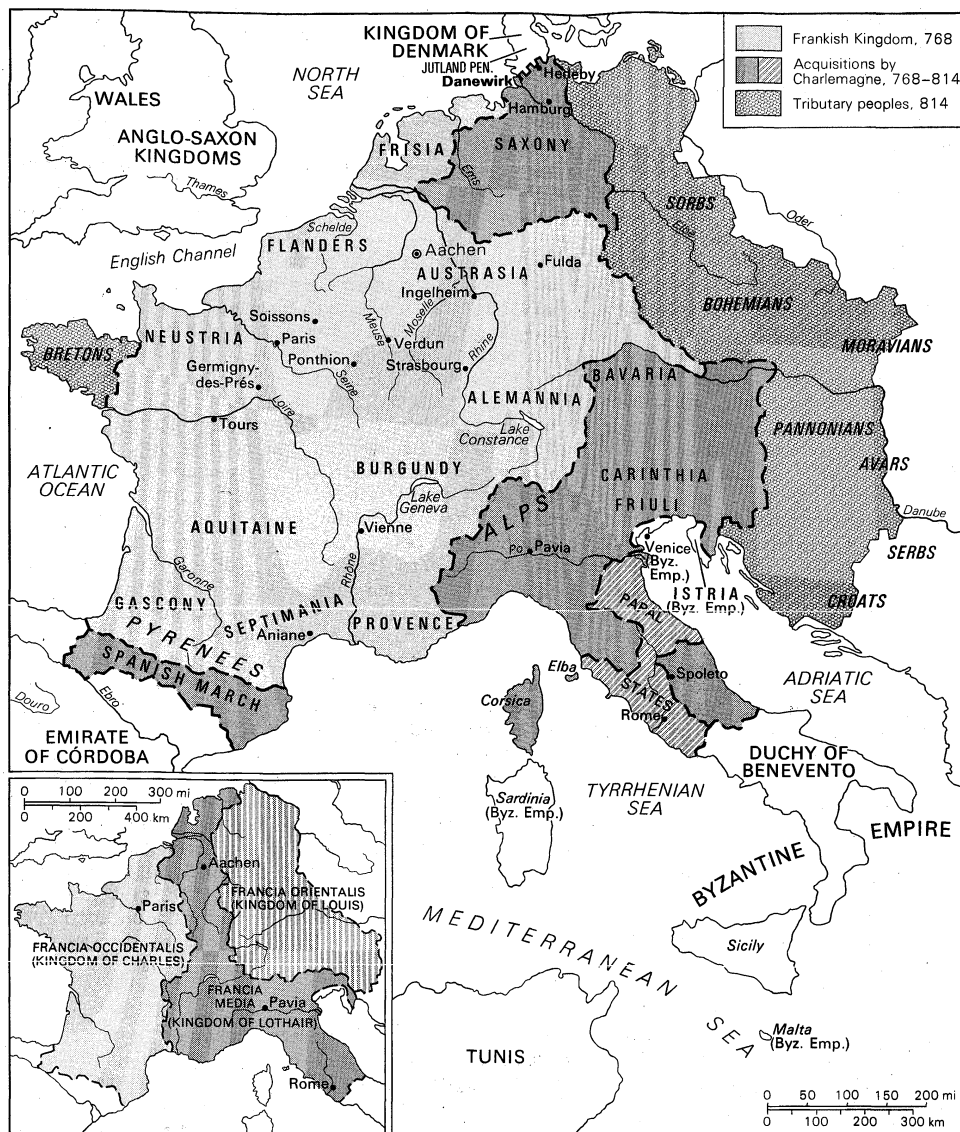 KINGDOM OF
DENMARK
JUTLAND PEN.
Danewirk
Hedeby
Hamburg
Frankish Kingdom, 768
Acquisitions by
Charlemagne, 768–814
Tributary peoples, 814
NORTH
SEA
WALES
ANGLO-SAXON
KINGDOMS
Thames
FRISIA
SAXONY
Ems
SORBS
Elbe
Oder
English Channel
Schelde
FLANDERS
Aachen
AUSTRASIA
Fulda
Ingelheim
BOHEMIANS
MORAVIANS
Soissons
NEUSTRIA
Paris
Meuse
Moselle
Verdun
Rhine
BRETONS
Ponthion
Strasbourg
Germigny-
des-Prés
Seine
Loire
BAVARIA
ALEMANNIA
Tours
Lake
Constance
PANNONIANS
AVARS
ATLANTIC
OCEAN
BURGUNDY
CARINTHIA
Lake
Geneva
FRIULI
ALPS
AQUITAINE
Vienne
Danube
Po
Pavia
Venice
(Byz.
Emp.)
SERBS
Garonne
Rhône
ISTRIA
(Byz. Emp.)
GASCONY
SEPTIMANIA
PAPAL
CROATS
Aniane
PROVENCE
PYRENEES
SPANISH MARCH
Elba
Spoleto
STATES
ADRIATIC
SEA
Douro
Ebro
Corsica
Rome
EMIRATE
OF CÓRDOBA
DUCHY OF
BENEVENTO
TYRRHENIAN
SEA
Sardinia
(Byz. Emp.)
BYZANTINE
EMPIRE
MEDITERRANEAN
SEA
Sicily
Malta
(Byz. Emp.)
TUNIS
0 50 100 150 200 mi
0 100 200 300 km
0 100 200 300 mi
0 200 400 km
Aachen
FRANCIA ORIENTALIS
(KINGDOM OF LOUIS)
Paris
FRANCIA OCCIDENTALIS
(KINGDOM OF CHARLES)
FRANCIA
MEDIA
Pavia
(KINGDOM OF LOTHAIR)
Rome